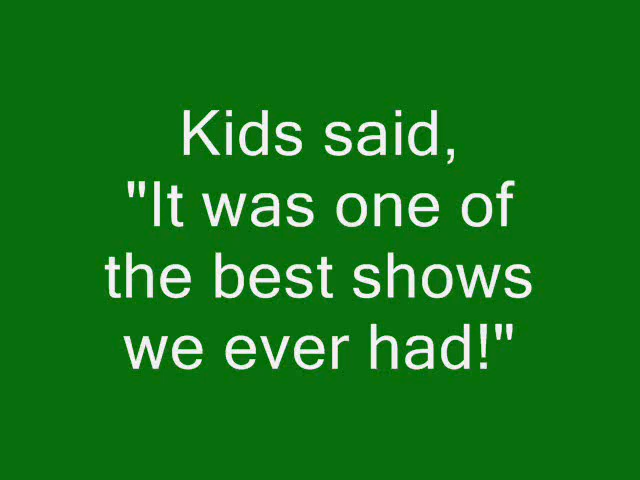 Kids said,
"It was one of
the best shows
we ever had!"